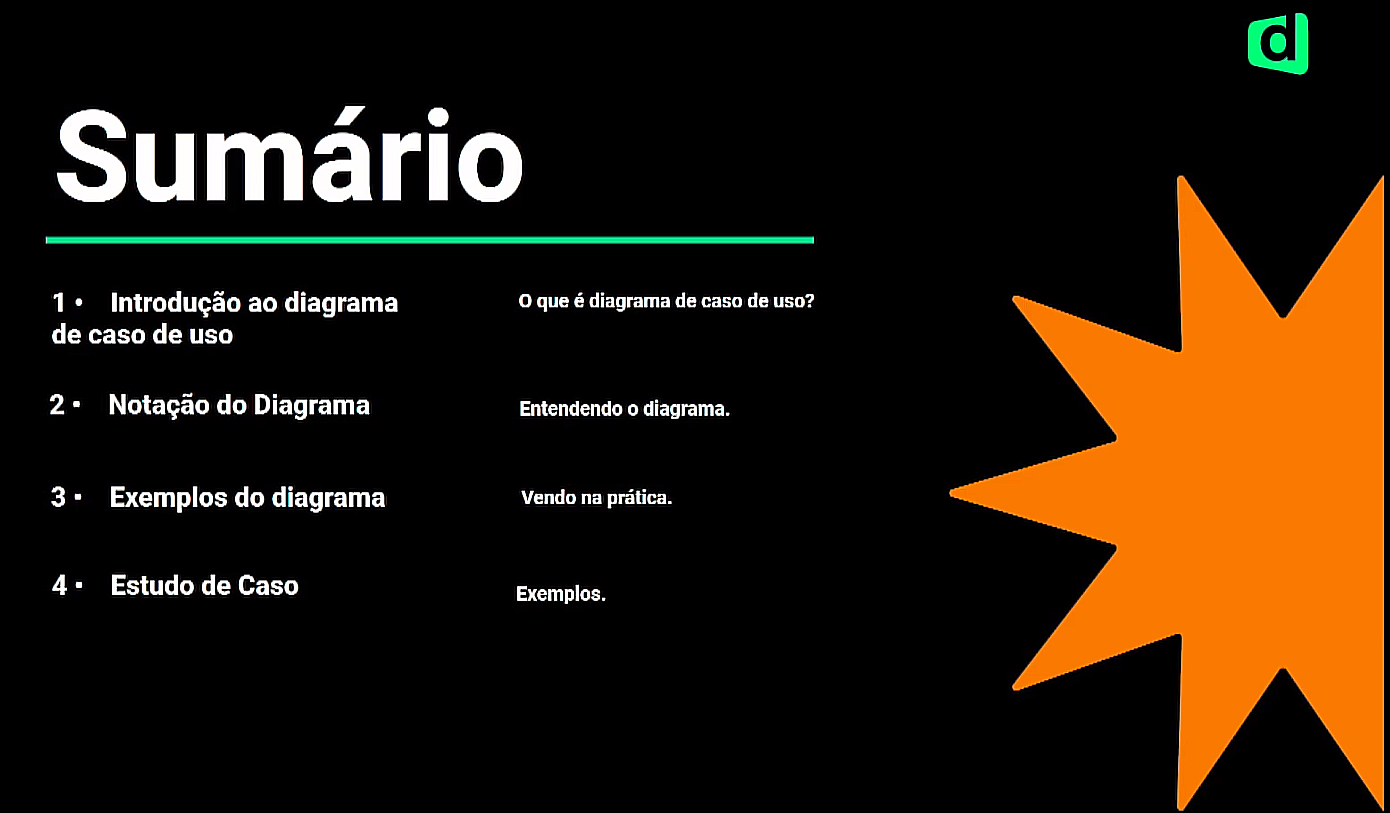 d
Sumário
1 • Introdução ao diagrama
de caso de uso
O que é diagrama de caso de uso?
2 • Notação do Diagrama
Entendendo o diagrama.
3 • Exemplos do diagrama
Vendo na prática.
4 • Estudo de Caso
Exemplos.